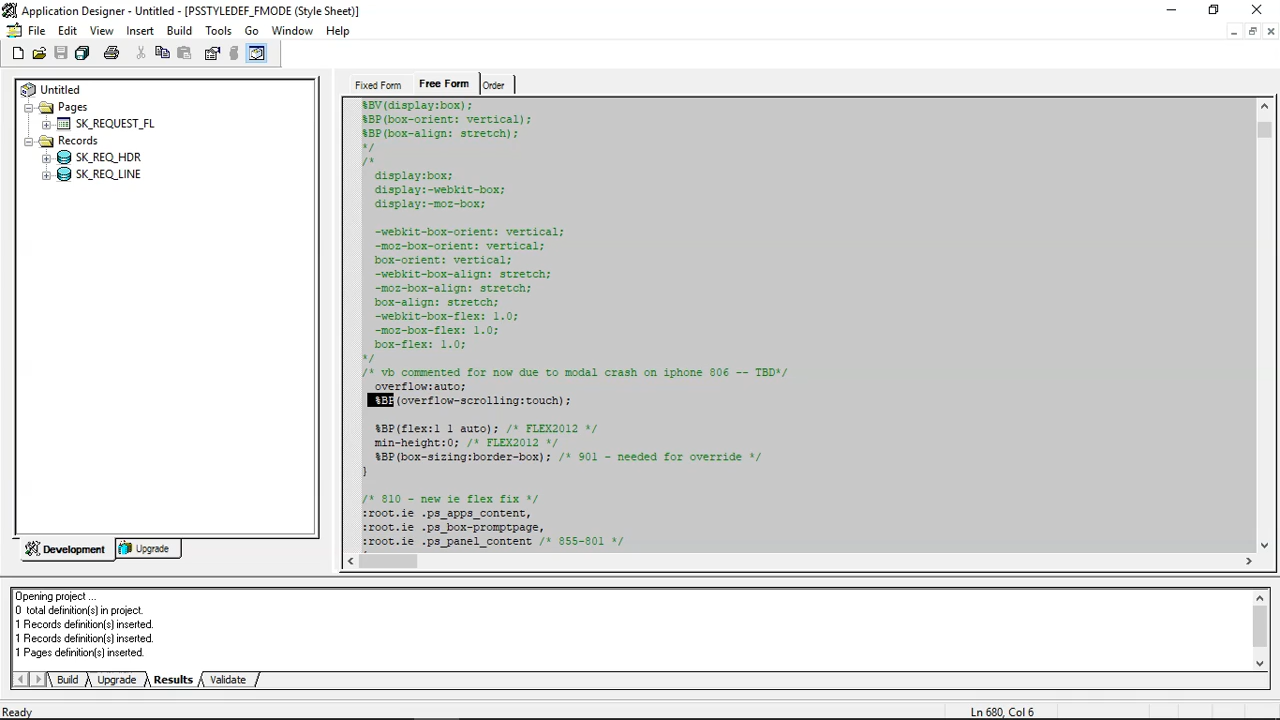 Application Designer - Untitled - [PSSTYLEDEF_FMODE (Style Sheet)]
File Edit View Insert Build Debug Tools Go Window Help
Untitled
Pages
SK_REQUEST_FL
Records
SK_REQ_HDR
SK_REQ_LINE
Development Upgrade
Fixed Form Free Form Order
%BV(display:box);
%BP(box-orient: vertical);
%BP(box-align: stretch);
*/
/*
display:box;
display:-webkit-box;
display:-moz-box;
-webkit-box-orient: vertical;
-moz-box-orient: vertical;
box-orient: vertical;
-webkit-box-align: stretch;
-moz-box-align: stretch;
box-align: stretch;
-webkit-box-flex: 1.0;
-moz-box-flex: 1.0;
box-flex: 1.0;
*/
/* vb commented for now due to modal crash on iphone 806 -- TBD*/
overflow:auto;
%BP(overflow-scrolling:touch);
%BP(flex:1 1 auto); /* FLEX2012 */
min-height:0; /* FLEX2012 */
%BP(box-sizing:border-box); /* 901 - needed for override */
}
/* 810 - new ie flex fix */
:root.ie .ps_apps_content,
:root.ie .ps_box-promptpage,
:root.ie .ps_panel_content /* 855-801 */
Opening project ...
0 total definition(s) in project.
1 Records definition(s) inserted.
1 Records definition(s) inserted.
1 Pages definition(s) inserted.
Build Upgrade Results Validate
Ready
Ln 680, Col 6